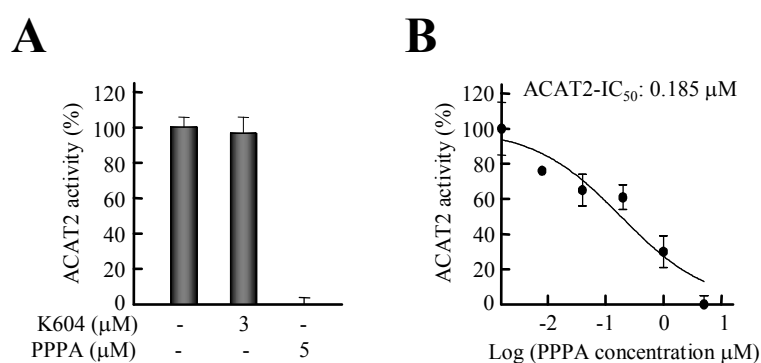 A
ACAT2 activity (%)
120
100
80
60
40
20
0
K604 (μM) - 3 -
PPPA (μM) - - 5
B
ACAT2-IC50: 0.185 μM
ACAT2 activity (%)
120
100
80
60
40
20
0
-2 -1 0 1
Log (PPPA concentration μM)